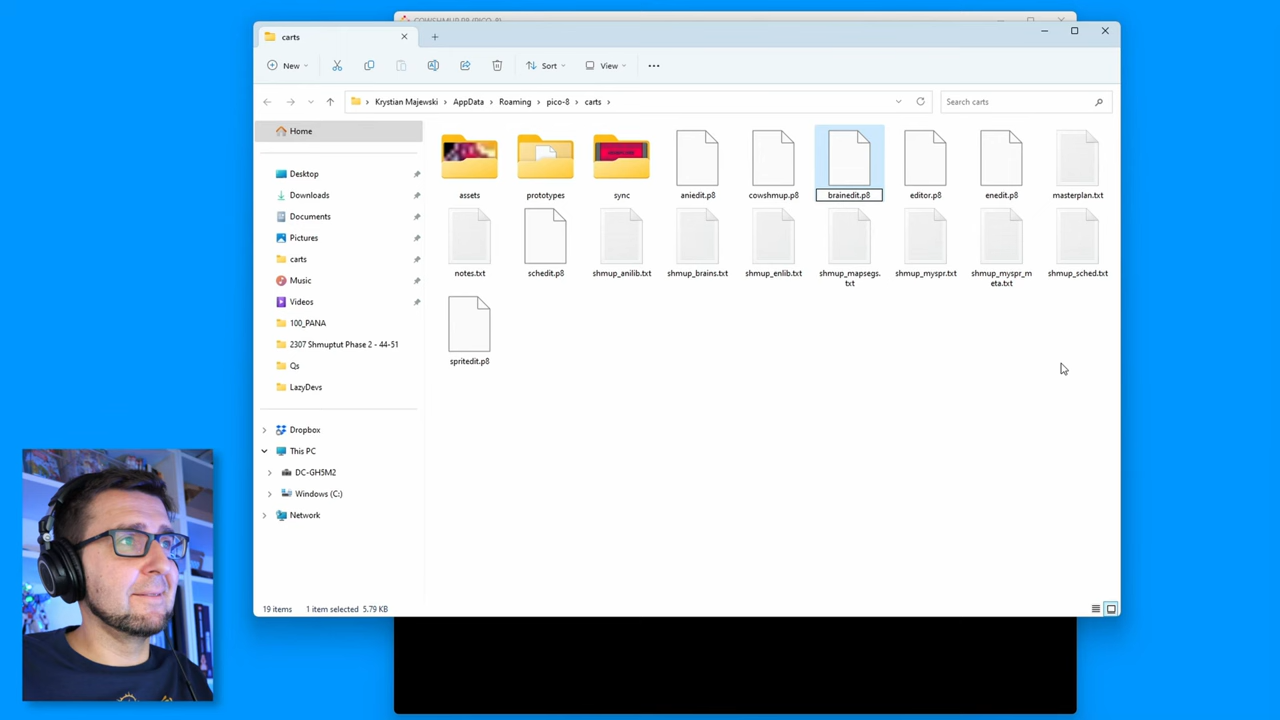 COWSHMUP.P8 (PICO-8)
carts
New
Sort
View
Krystian Majewski > AppData > Roaming > pico-8 > carts >
Search carts
Home
Desktop
Downloads
Documents
Pictures
carts
Music
Videos
100_PANA
2307 Shmuptut Phase 2 - 44-51
Qs
LazyDevs
Dropbox
This PC
DC-GH5M2
Windows (C:)
Network
assets
prototypes
sync
aniedit.p8
cowshmup.p8
brainedit.p8
editor.p8
enedit.p8
masterplan.txt
notes.txt
schedit.p8
shmup_anilib.txt
shmup_brains.txt
shmup_enlib.txt
shmup_mapsegs.
txt
shmup_myspr.txt
shmup_myspr_m
eta.txt
shmup_sched.txt
spritedit.p8
19 items
1 item selected 5.79 KB